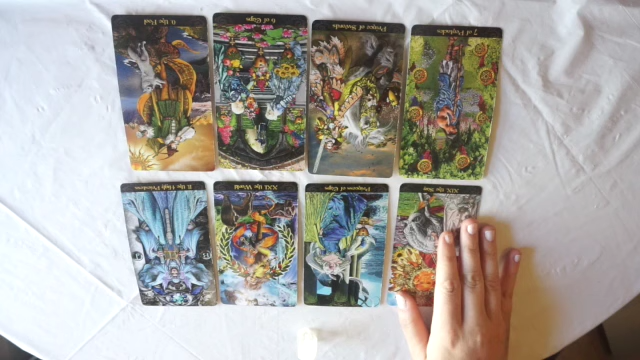 0. The Fool
6 of Cups
Prince of Swords
7 of Pentacles
II. The High Priestess
XXI. The World
Princess of Cups
XIX. The Sun